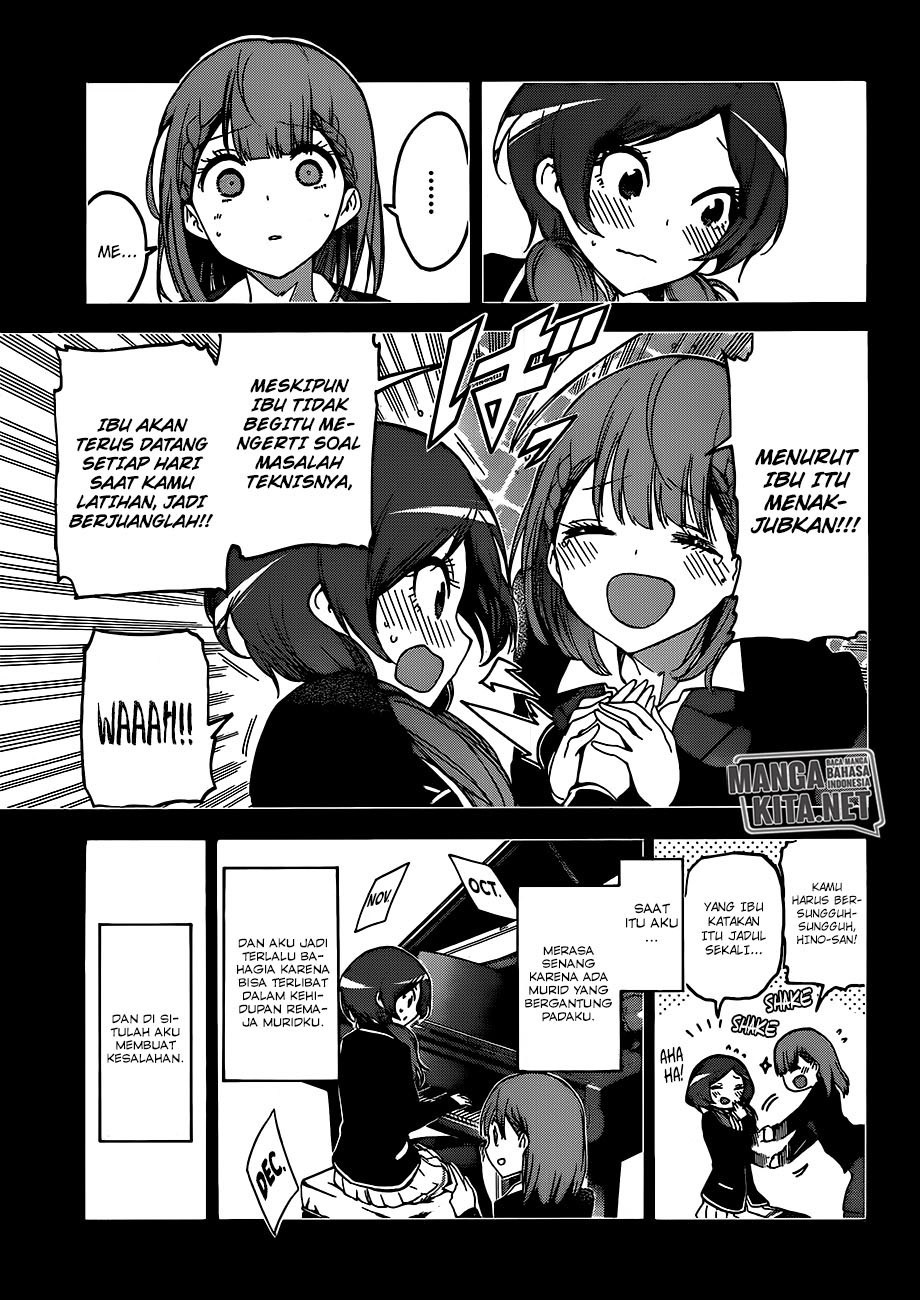 ......
ME...
MENURUT
IBU ITU
MENAK-
JUBKAN!!!
ぱぁっ
MESKIPUN
IBU TIDAK
BEGITU ME-
NGERTI SOAL
MASALAH
TEKNISNYA,
IBU AKAN
TERUS DATANG
SETIAP HARI
SAAT KAMU
LATIHAN, JADI
BERJUANGLAH!!
WAAAH!!
MANGA
KITA.NET
BACA MANGA
BAHASA
INDONESIA
KAMU
HARUS BER-
SUNGGUH-
SUNGGUH,
HINO-SAN!
YANG IBU
KATAKAN
ITU JADUL
SEKALI...
SHAKE
SHAKE
AHA
HA!
SAAT
ITU AKU
...
MERASA
SENANG
KARENA ADA
MURID YANG
BERGANTUNG
PADAKU.
OCT.
NOV.
DAN AKU JADI
TERLALU BA-
HAGIA KARENA
BISA TERLIBAT
DALAM KEHI-
DUPAN REMA-
JA MURIDKU.
DEC.
DAN DI SI-
TULAH AKU
MEMBUAT
KESALAHAN.